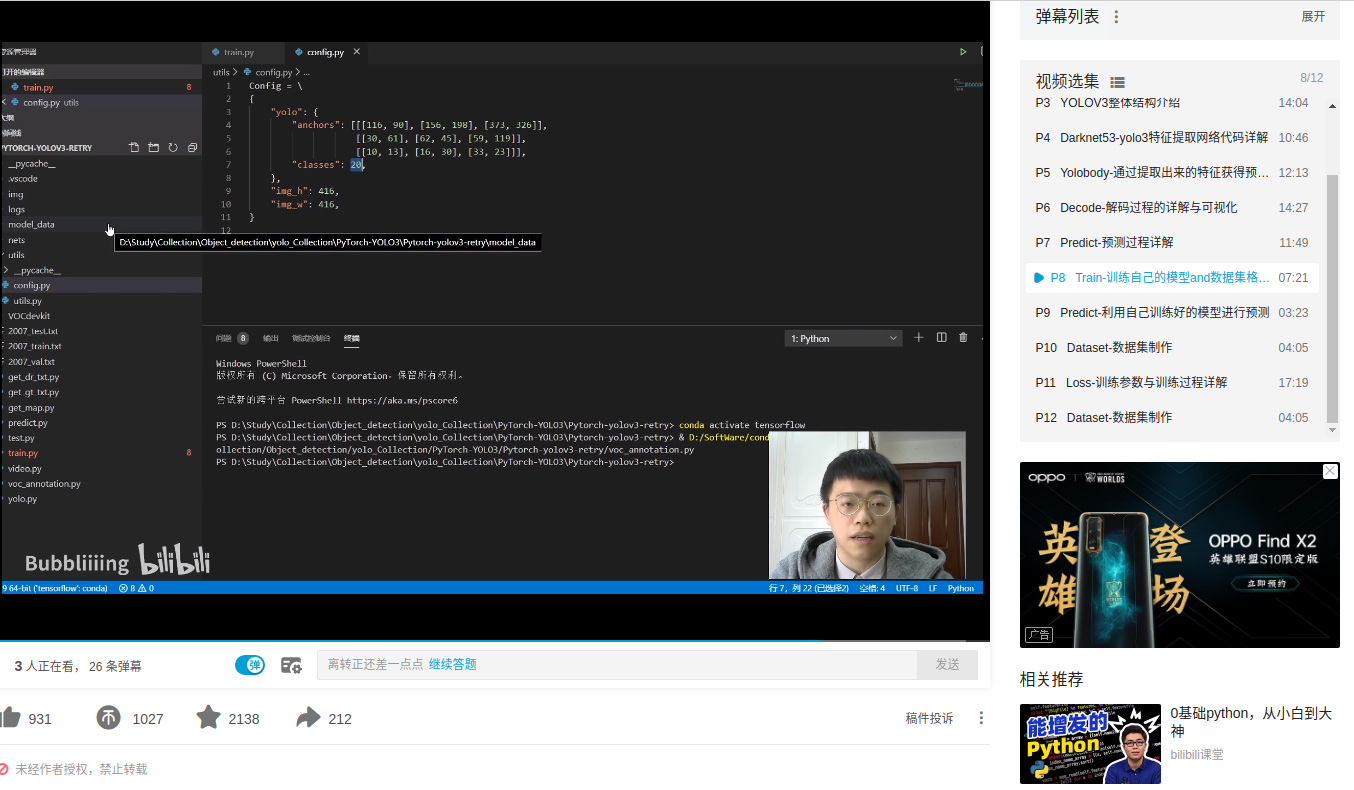 资源管理器
打开的编辑器
train.py 8
config.py utils
大纲
时间线
PYTORCH-YOLOV3-RETRY
__pycache__
.vscode
img
logs
model_data
nets
utils
__pycache__
config.py
utils.py
VOCdevkit
2007_test.txt
2007_train.txt
2007_val.txt
get_dr_txt.py
get_gt_txt.py
get_map.py
predict.py
test.py
train.py 8
video.py
voc_annotation.py
yolo.py
train.py config.py
utils > config.py > ...
1 Config = \
2 {
3 "yolo": {
4 "anchors": [[[116, 90], [156, 198], [373, 326]],
5 [[30, 61], [62, 45], [59, 119]],
6 [[10, 13], [16, 30], [33, 23]]],
7 "classes": 20,
8 },
9 "img_h": 416,
10 "img_w": 416,
11 }
12
D:\Study\Collection\Object_detection\yolo_Collection\PyTorch-YOLO3\Pytorch-yolov3-retry\model_data
问题 8 输出 调试控制台 终端 1: Python
Windows PowerShell
版权所有 (C) Microsoft Corporation。保留所有权利。
尝试新的跨平台 PowerShell https://aka.ms/pscore6
PS D:\Study\Collection\Object_detection\yolo_Collection\PyTorch-YOLO3\Pytorch-yolov3-retry> conda activate tensorflow
PS D:\Study\Collection\Object_detection\yolo_Collection\PyTorch-YOLO3\Pytorch-yolov3-retry> & D:/SoftWare/cond
ollection/Object_detection/yolo_Collection/PyTorch-YOLO3/Pytorch-yolov3-retry/voc_annotation.py
PS D:\Study\Collection\Object_detection\yolo_Collection\PyTorch-YOLO3\Pytorch-yolov3-retry>
Bubbliiiing bilibili
9 64-bit ('tensorflow': conda) 8 0 行 7，列 22 (已选择2) 空格: 4 UTF-8 LF Python
3 人正在看， 26 条弹幕 弹 离转正还差一点点 继续答题 发送
931 1027 2138 212 稿件投诉
未经作者授权，禁止转载
弹幕列表 展开
视频选集 8/12
P3 YOLOV3整体结构介绍 14:04
P4 Darknet53-yolo3特征提取网络代码详解 10:46
P5 Yolobody-通过提取出来的特征获得预… 12:13
P6 Decode-解码过程的详解与可视化 14:27
P7 Predict-预测过程详解 11:49
P8 Train-训练自己的模型and数据集格… 07:21
P9 Predict-利用自己训练好的模型进行预测 03:23
P10 Dataset-数据集制作 04:05
P11 Loss-训练参数与训练过程详解 17:19
P12 Dataset-数据集制作 04:05
oppo WORLDS
英雄登场
OPPO Find X2
英雄联盟S10限定版
立即预约
广告
相关推荐
能增发的
Python
0基础python，从小白到大
神
bilibili课堂